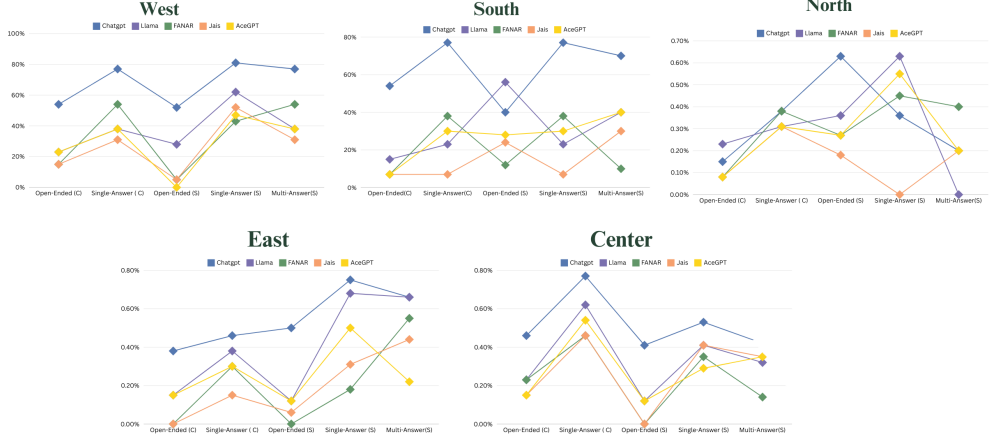 West
Chatgpt Llama FANAR Jais AceGPT
100%
80%
60%
40%
20%
0%
Open-Ended (C) Single-Answer ( C) Open-Ended (S) Single-Answer (S) Multi-Answer(S)
South
Chatgpt Llama FANAR Jais AceGPT
80%
60%
40%
20%
0%
Open-Ended(C) Single-Answer(C) Open-Ended (S) Single-Answer(S) Multi-Answer(S)
North
Chatgpt Llama FANAR Jais AceGPT
0.70%
0.60%
0.50%
0.40%
0.30%
0.20%
0.10%
0.00%
Open-Ended (C) Single-Answer ( C) Open-Ended (S) Single-Answer (S) Multi-Answer(S)
East
Chatgpt Llama FANAR Jais AceGPT
0.80%
0.60%
0.40%
0.20%
0.00%
Open-Ended (C) Single-Answer ( C) Open-Ended (S) Single-Answer (S) Multi-Answer(S)
Center
Chatgpt Llama FANAR Jais AceGPT
0.80%
0.60%
0.40%
0.20%
0.00%
Open-Ended (C) Single-Answer ( C) Open-Ended (S) Single-Answer (S) Multi-Answer(S)